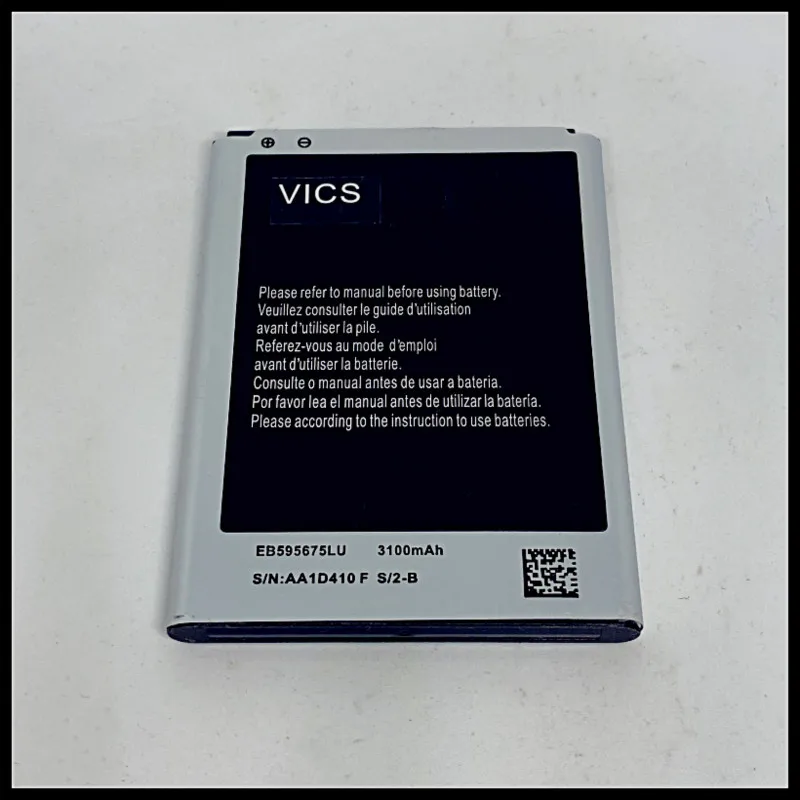 VICS
Please refer to manual before using battery.
Veuillez consulter le guide d'utilisation
avant d'utiliser la pile.
Referez-vous au mode d'emploi
avant d'utiliser la batterie.
Consulte o manual antes de usar a bateria.
Por favor lea el manual antes de utilizar la batería.
Please according to the instruction to use batteries.
EB595675LU 3100mAh
S/N:AA1D410 F S/2-B